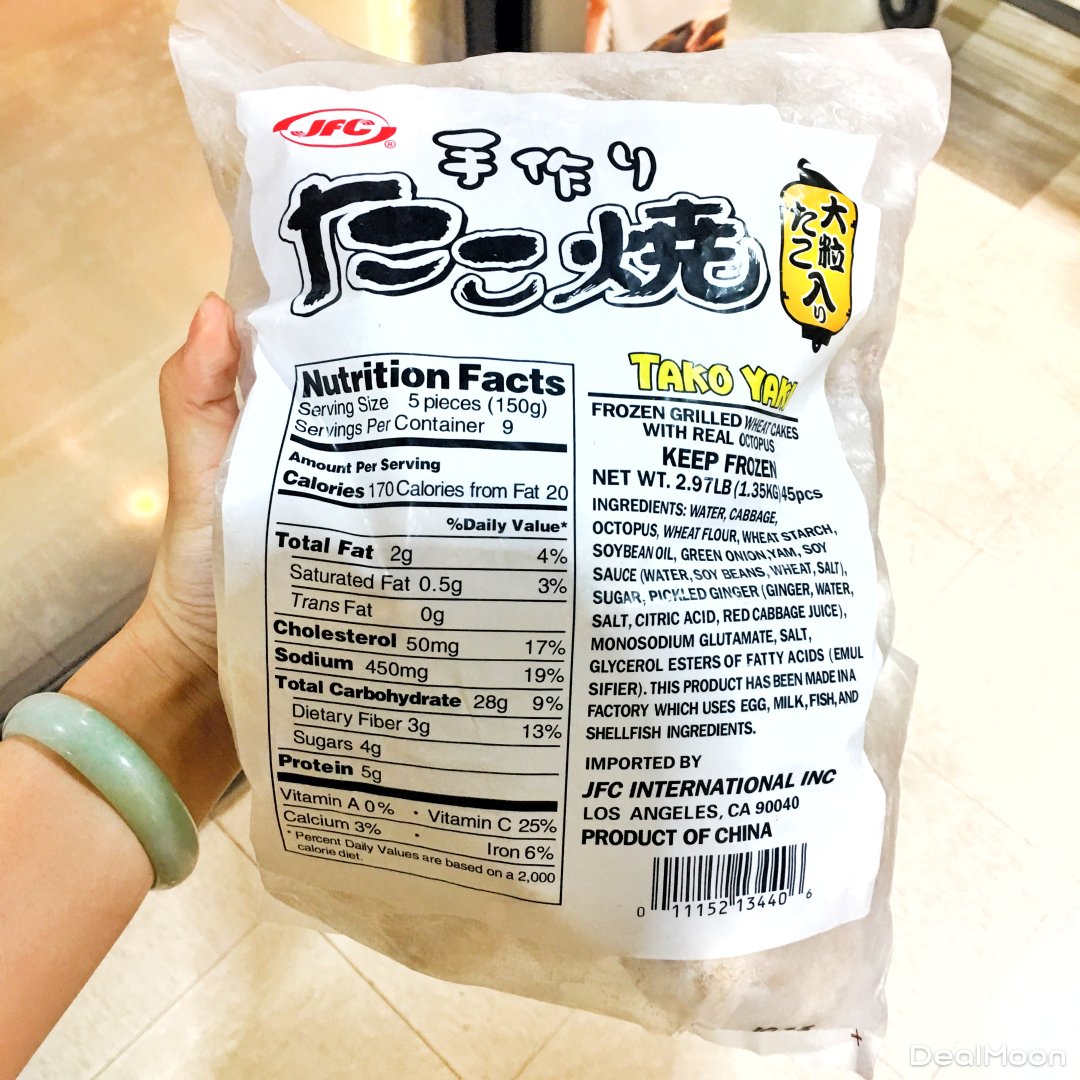 JFC®
手作り
たこ焼
大粒
たこ入り
Nutrition Facts
Serving Size 5 pieces (150g)
Servings Per Container 9
Amount Per Serving
Calories 170 Calories from Fat 20
%Daily Value*
Total Fat 2g 4%
Saturated Fat 0.5g 3%
Trans Fat 0g
Cholesterol 50mg 17%
Sodium 450mg 19%
Total Carbohydrate 28g 9%
Dietary Fiber 3g 13%
Sugars 4g
Protein 5g
Vitamin A 0% · Vitamin C 25%
Calcium 3% · Iron 6%
* Percent Daily Values are based on a 2,000
calorie diet.
TAKO YAKI
FROZEN GRILLED WHEAT CAKES
WITH REAL OCTOPUS
KEEP FROZEN
NET WT. 2.97LB (1.35KG) 45pcs
INGREDIENTS: WATER, CABBAGE,
OCTOPUS, WHEAT FLOUR, WHEAT STARCH,
SOYBEAN OIL, GREEN ONION, YAM, SOY
SAUCE (WATER, SOY BEANS, WHEAT, SALT),
SUGAR, PICKLED GINGER (GINGER, WATER,
SALT, CITRIC ACID, RED CABBAGE JUICE),
MONOSODIUM GLUTAMATE, SALT,
GLYCEROL ESTERS OF FATTY ACIDS (EMUL
SIFIER). THIS PRODUCT HAS BEEN MADE IN A
FACTORY WHICH USES EGG, MILK, FISH, AND
SHELLFISH INGREDIENTS.
IMPORTED BY
JFC INTERNATIONAL INC
LOS ANGELES, CA 90040
PRODUCT OF CHINA
0 11152 13440 6
DealMoon